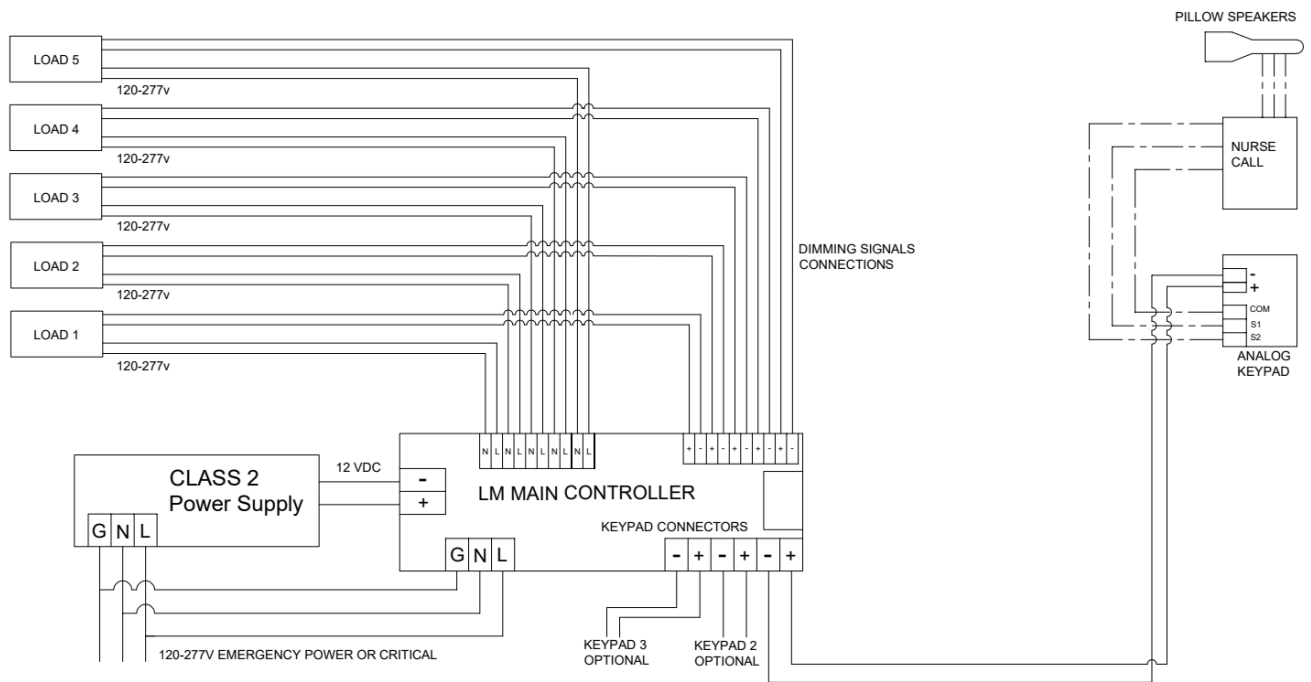 PILLOW SPEAKERS
LOAD 5
120-277v
LOAD 4
120-277v
NURSE
CALL
LOAD 3
120-277v
LOAD 2
120-277v
DIMMING SIGNALS
CONNECTIONS
-
+
COM
S1
S2
LOAD 1
120-277v
ANALOG
KEYPAD
N L N L N L N L N L
+ - + - + - + - + -
CLASS 2
Power Supply
12 VDC
-
+
LM MAIN CONTROLLER
G N L
KEYPAD CONNECTORS
G N L
- + - + - +
KEYPAD 3
OPTIONAL
KEYPAD 2
OPTIONAL
120-277V EMERGENCY POWER OR CRITICAL